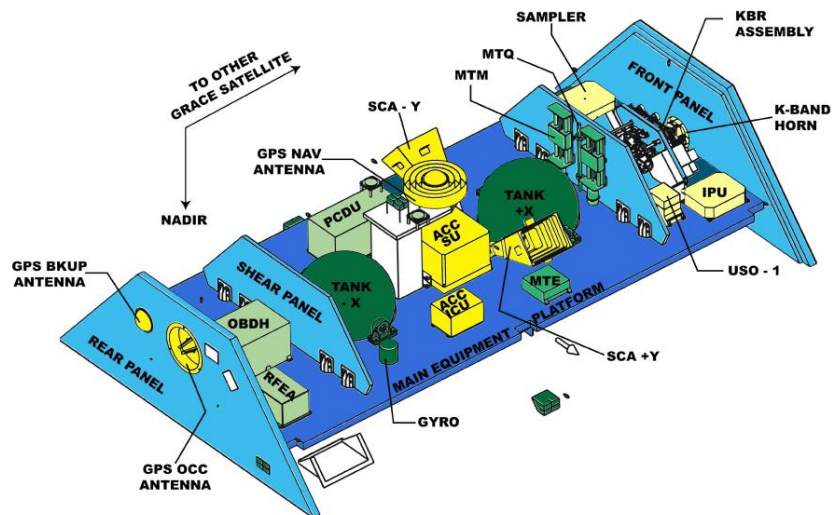 SAMPLER
KBR
ASSEMBLY
MTQ
MTM
FRONT PANEL
TO OTHER
GRACE SATELLITE
SCA - Y
K-BAND
HORN
GPS NAV
ANTENNA
NADIR
PCDU
TANK
+X
IPU
ACC
SU
GPS BKUP
ANTENNA
SHEAR PANEL
TANK
- X
MTE
USO - 1
ACC
ICU
OBDH
MAIN EQUIPMENT PLATFORM
SCA +Y
REAR PANEL
RFEA
GYRO
GPS OCC
ANTENNA